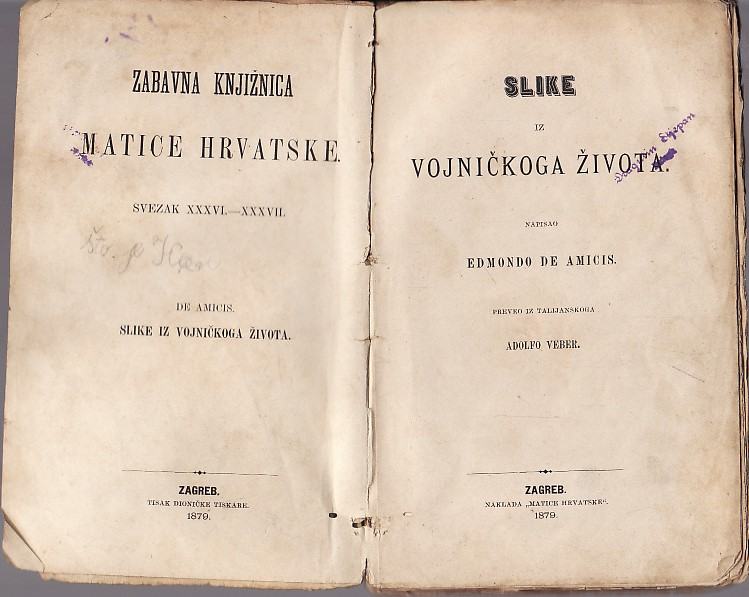 ZABAVNA KNJIŽNICA
MATICE HRVATSKE.
SVEZAK XXXVI.—XXXVII.
DE AMICIS.
SLIKE IZ VOJNIČKOGA ŽIVOTA.
ZAGREB.
TISAK DIONIČKE TISKARE.
1879.
SLIKE
IZ
VOJNIČKOGA ŽIVOTA.
NAPISAO
EDMONDO DE AMICIS.
PREVEO IZ TALIJANSKOGA
ADOLFO VEBER.
ZAGREB.
NAKLADA „MATICE HRVATSKE“.
1879.